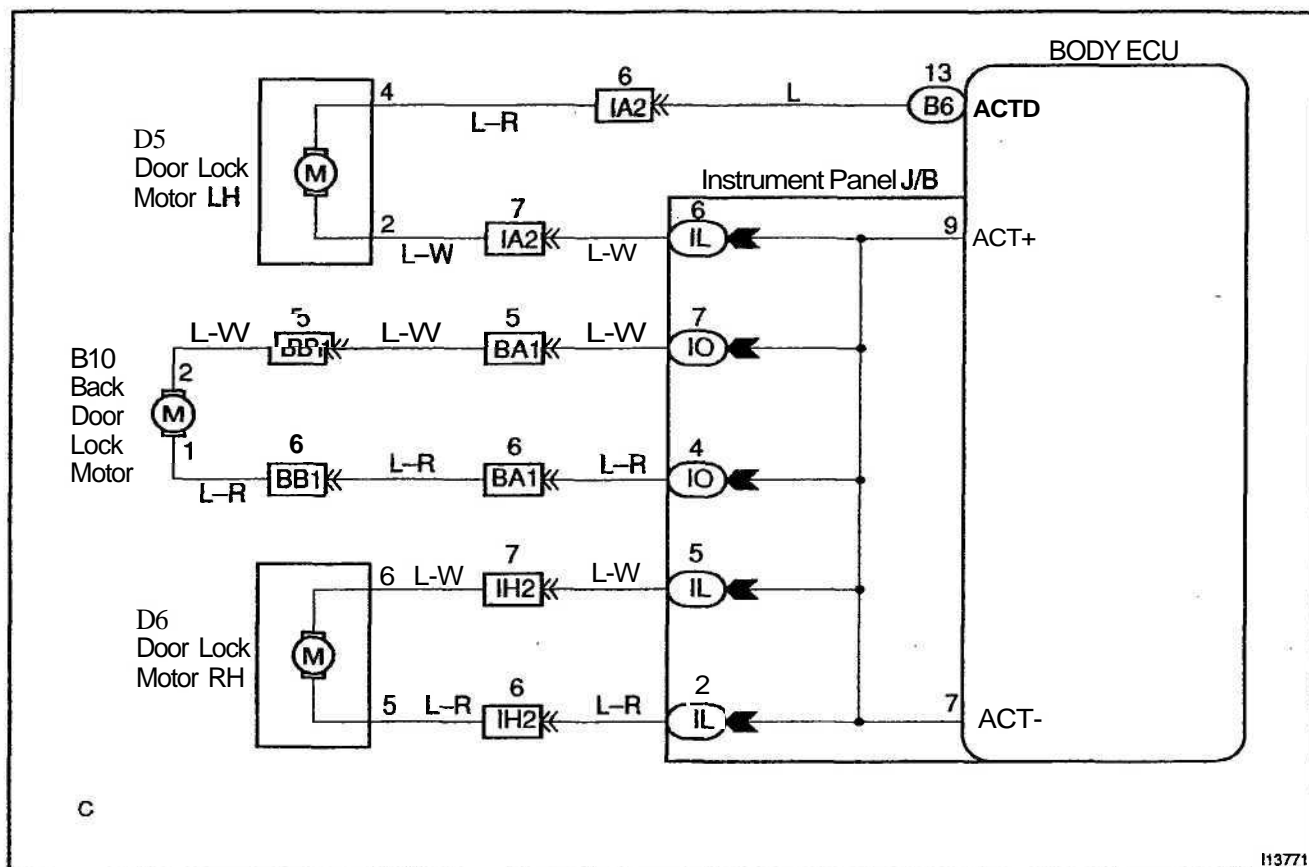 BODY ECU
6
13
4
IA2
L
B6
ACTD
L–R
D5
Door Lock
Motor LH
Instrument Panel J/B
2
7
6
9
ACT+
L–W
IA2
L-W
IL
L-W
5
L-W
5
L-W
7
BB1
BA1
IO
B10
Back
Door
Lock
Motor
2
M
1
6
6
4
L–R
BB1
L–R
BA1
L–R
IO
M
D6
Door Lock
Motor RH
6
L-W
7
L-W
5
IH2
IL
M
5
L–R
6
L–R
2
IH2
IL
7
ACT-
C
I13771